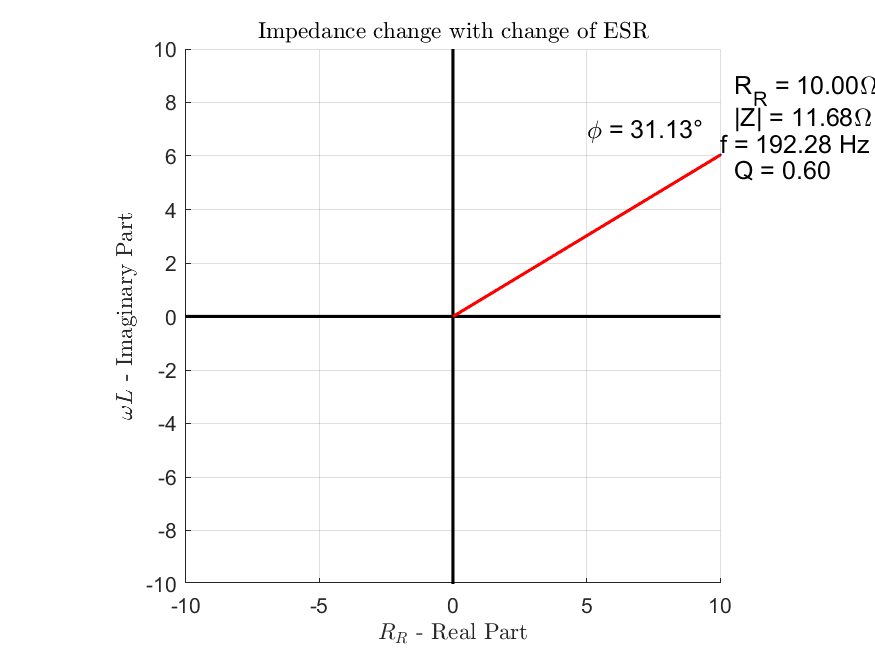 Impedance change with change of ESR
10
8
6
4
2
0
-2
-4
-6
-8
-10
-10
-5
0
5
10
ωL - Imaginary Part
R_R - Real Part
ϕ = 31.13°
R_R = 10.00Ω
|Z| = 11.68Ω
f = 192.28 Hz
Q = 0.60